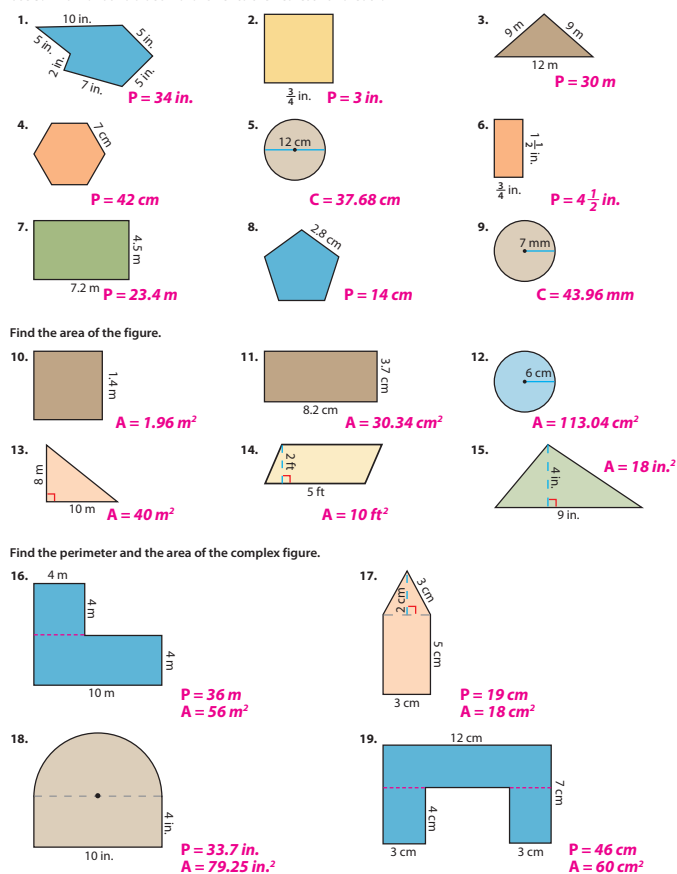 1.
10 in.
5 in.
5 in.
2 in.
7 in.
5 in.
P = 34 in.
2.
3/4 in.
P = 3 in.
3.
9 m
9 m
12 m
P = 30 m
4.
7 cm
P = 42 cm
5.
12 cm
C = 37.68 cm
6.
1 1/2 in.
3/4 in.
P = 4 1/2 in.
7.
4.5 m
7.2 m
P = 23.4 m
8.
2.8 cm
P = 14 cm
9.
7 mm
C = 43.96 mm
Find the area of the figure.
10.
1.4 m
A = 1.96 m²
11.
3.7 cm
8.2 cm
A = 30.34 cm²
12.
6 cm
A = 113.04 cm²
13.
8 m
10 m
A = 40 m²
14.
2 ft
5 ft
A = 10 ft²
15.
4 in.
9 in.
A = 18 in.²
Find the perimeter and the area of the complex figure.
16.
4 m
4 m
4 m
10 m
P = 36 m
A = 56 m²
17.
3 cm
2 cm
5 cm
3 cm
P = 19 cm
A = 18 cm²
18.
4 in.
10 in.
P = 33.7 in.
A = 79.25 in.²
19.
12 cm
7 cm
4 cm
3 cm
3 cm
P = 46 cm
A = 60 cm²